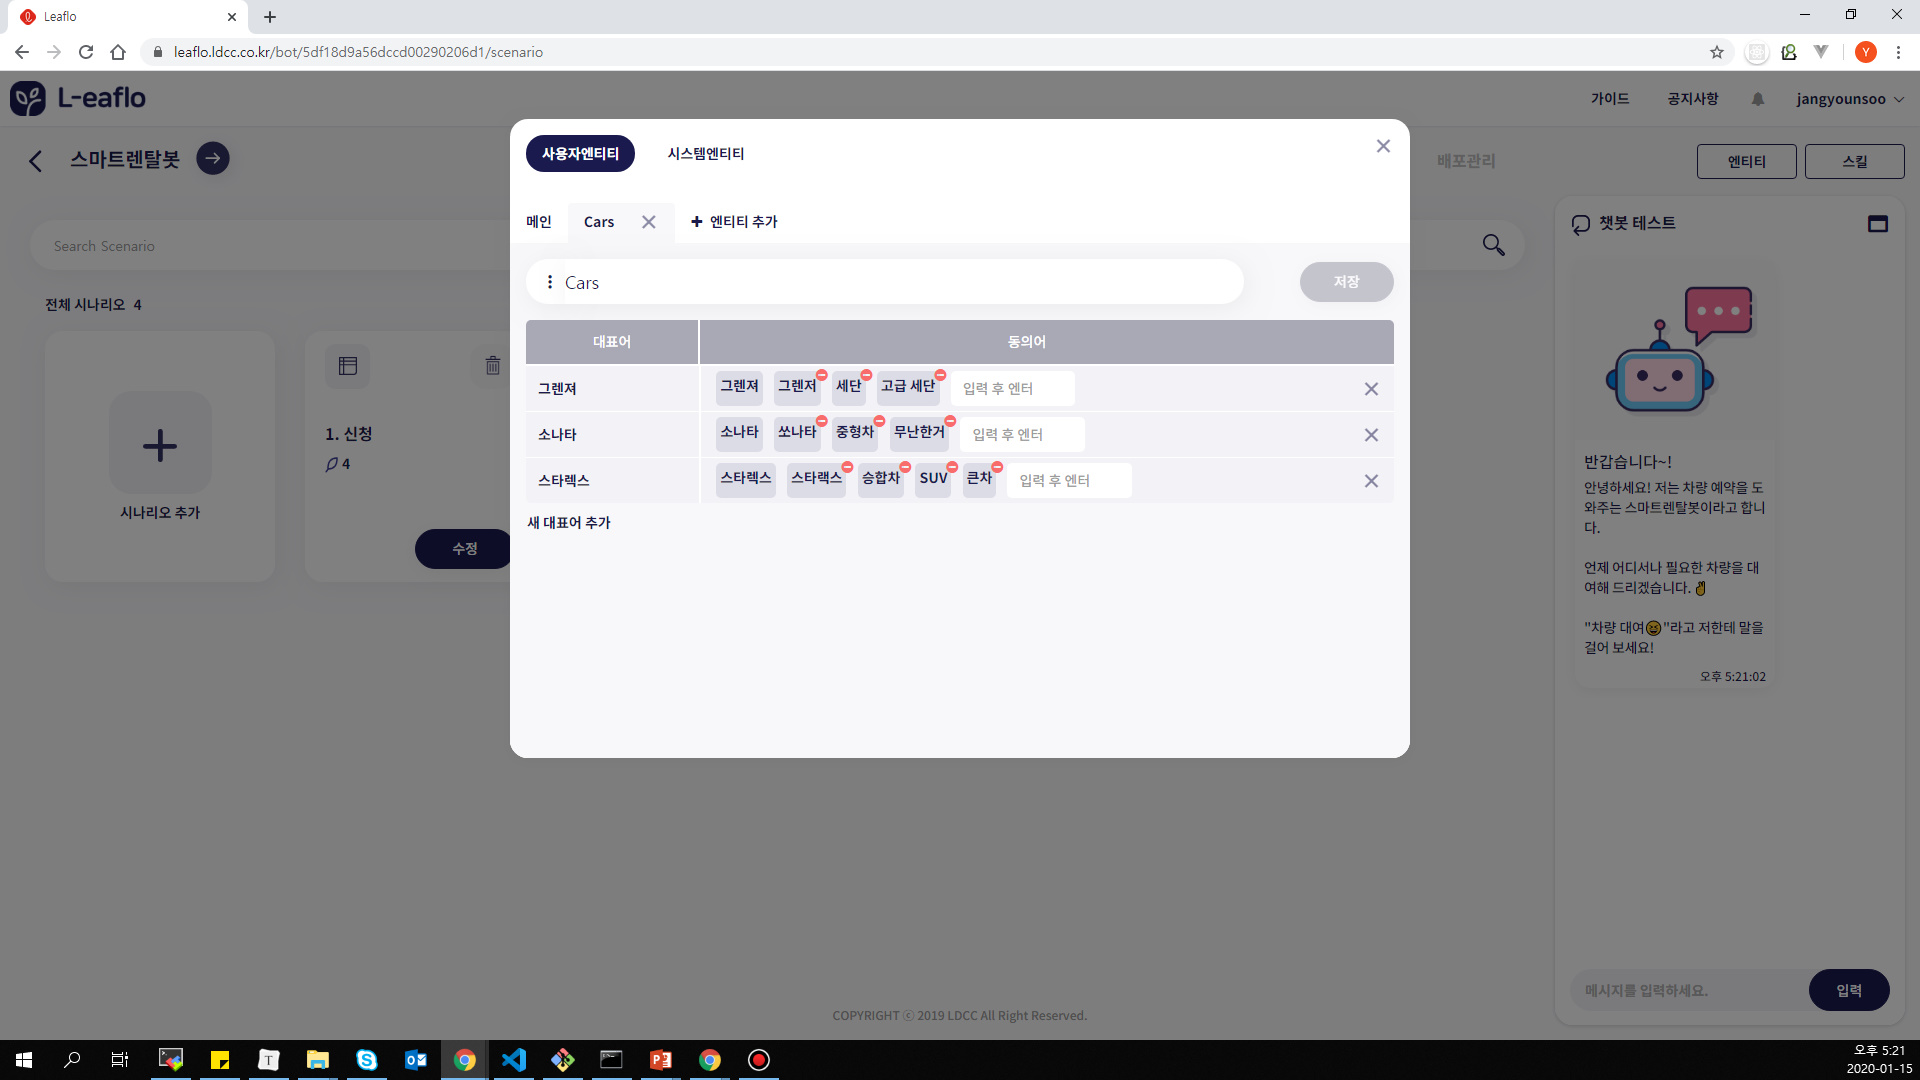 Leaflo
leaflo.ldcc.co.kr/bot/5df18d9a56dccd00290206d1/scenario
Y
L-eaflo
가이드
공지사항
jangyounsoo
스마트렌탈봇
배포관리
엔티티
스킬
Search Scenario
전체 시나리오 4
시나리오 추가
1. 신청
4
수정
사용자엔티티
시스템엔티티
메인
Cars
엔티티 추가
Cars
저장
대표어
동의어
그렌져
그렌져 그렌저 세단 고급 세단 입력 후 엔터
소나타
소나타 쏘나타 중형차 무난한거 입력 후 엔터
스타렉스
스타렉스 스타랙스 승합차 SUV 큰차 입력 후 엔터
새 대표어 추가
챗봇 테스트
반갑습니다~!
안녕하세요! 저는 차량 예약을 도
와주는 스마트렌탈봇이라고 합니
다.
언제 어디서나 필요한 차량을 대
여해 드리겠습니다.✌
"차량 대여😆"라고 저한테 말을
걸어 보세요!
오후 5:21:02
메시지를 입력하세요.
입력
COPYRIGHT ⓒ 2019 LDCC All Right Reserved.
오후 5:21
2020-01-15